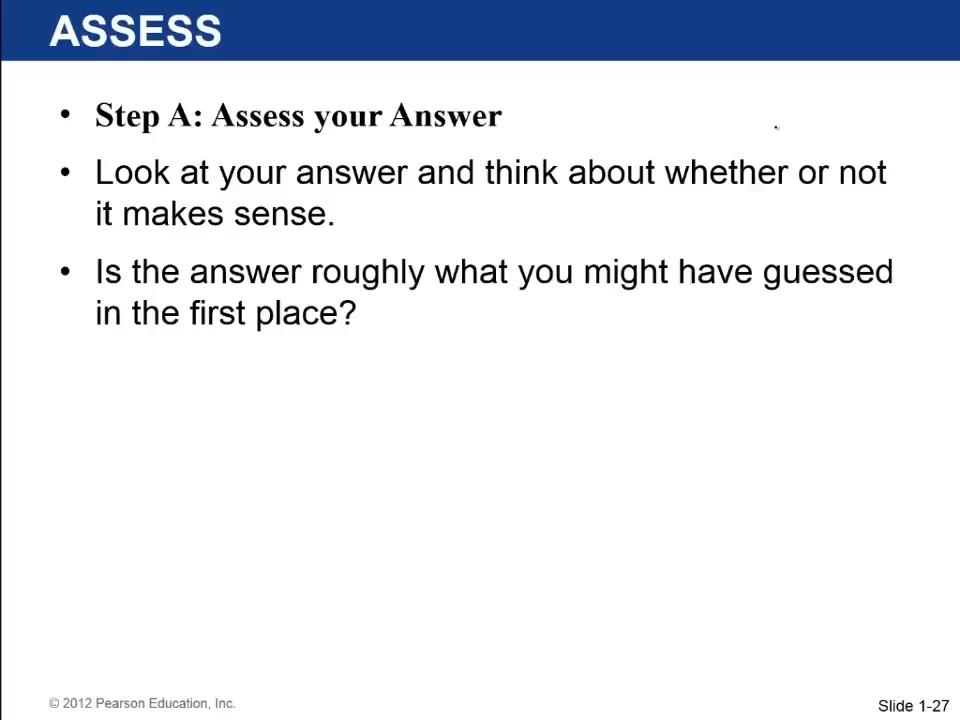 ASSESS
• Step A: Assess your Answer
• Look at your answer and think about whether or not
it makes sense.
• Is the answer roughly what you might have guessed
in the first place?
© 2012 Pearson Education, Inc.
Slide 1-27